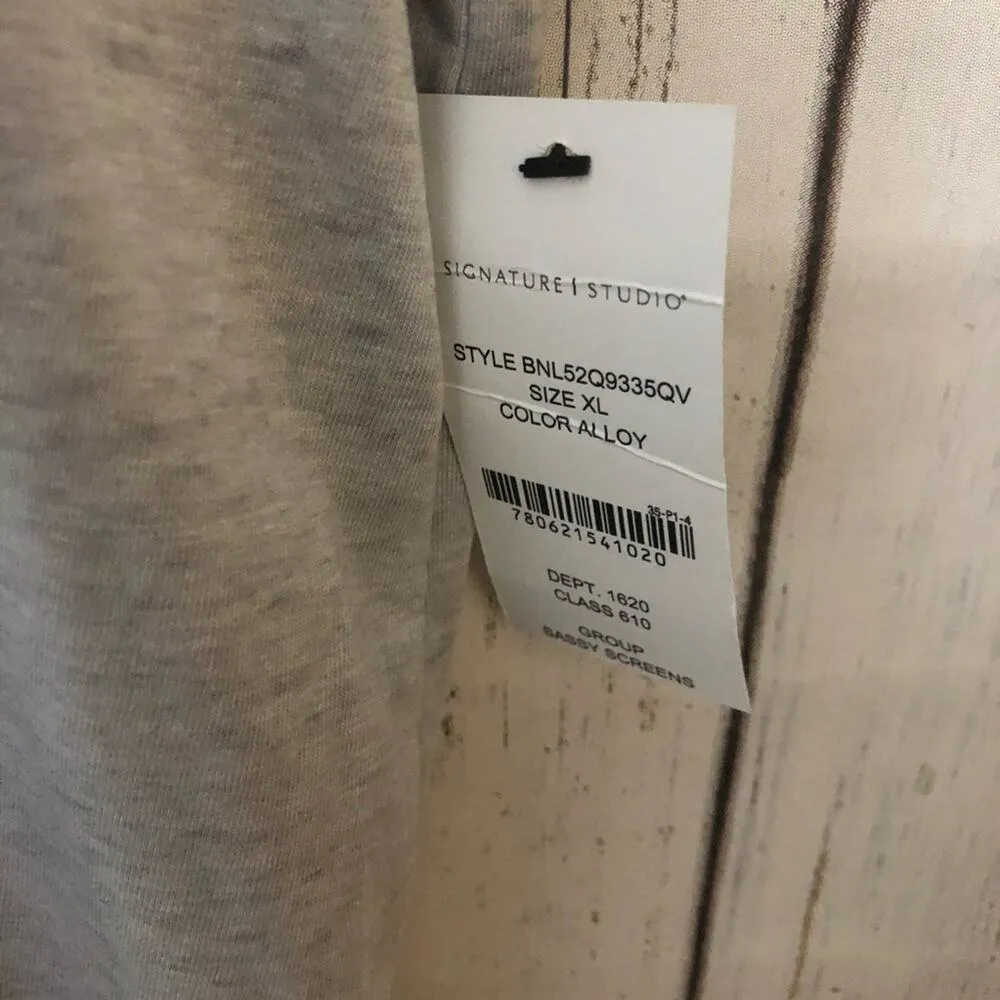 SIGNATURE STUDIO®
STYLE BNL52Q9335QV
SIZE XL
COLOR ALLOY
35-P1-4
780621541020
DEPT. 1620
CLASS 610
GROUP
SASSY SCREENS